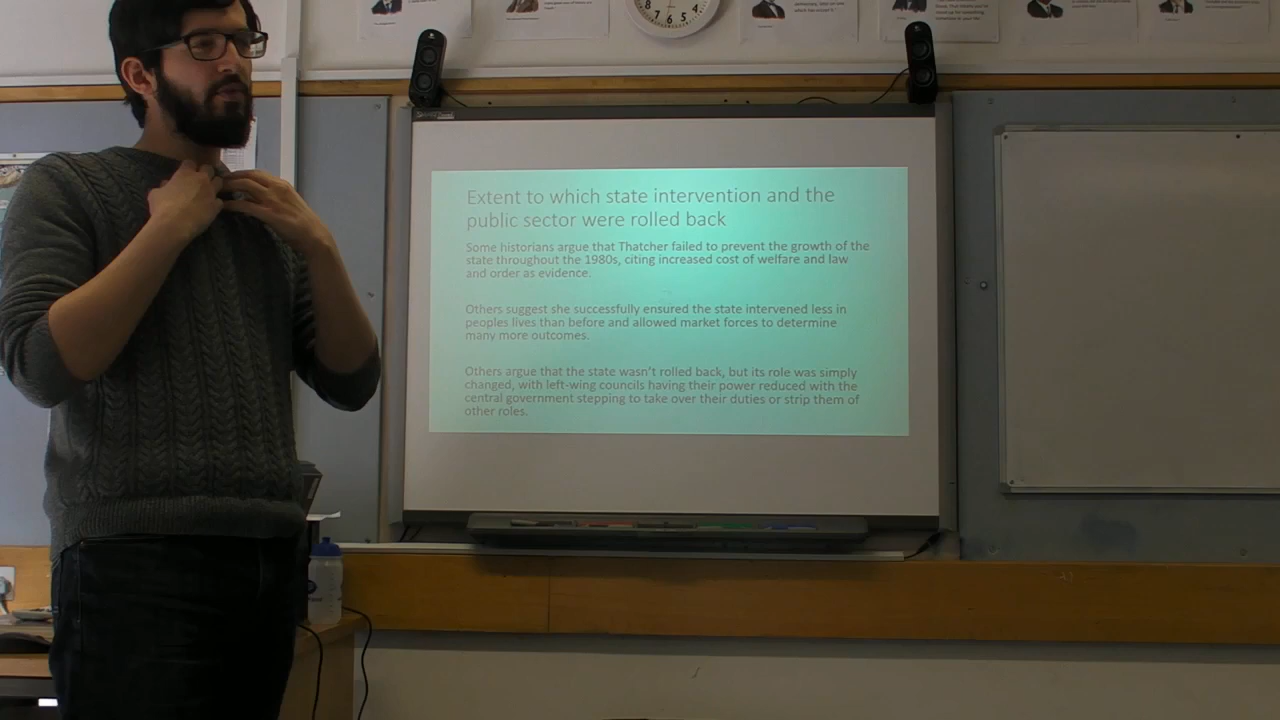 8 7 6 5 4
Extent to which state intervention and the
public sector were rolled back
Some historians argue that Thatcher failed to prevent the growth of the
state throughout the 1980s, citing increased cost of welfare and law
and order as evidence.
Others suggest she successfully ensured the state intervened less in
peoples lives than before and allowed market forces to determine
many more outcomes.
Others argue that the state wasn't rolled back, but its role was simply
changed, with left-wing councils having their power reduced with the
central government stepping to take over their duties or strip them of
other roles.